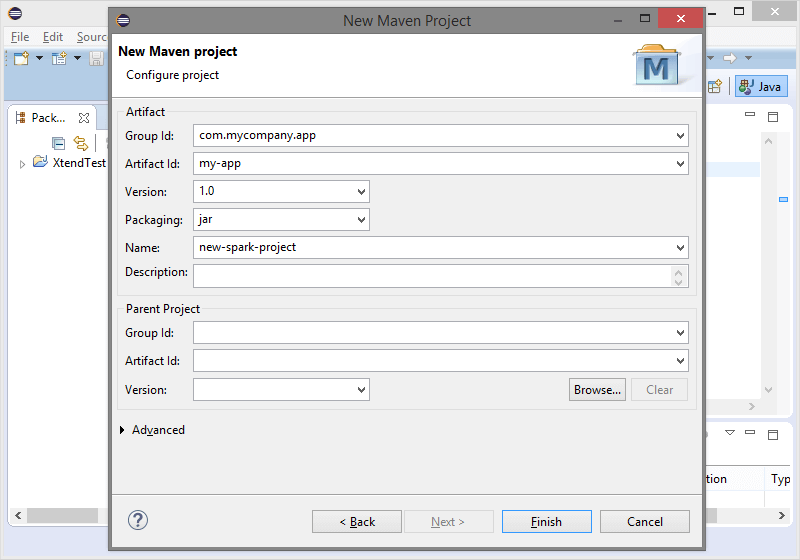 New Maven Project
New Maven project
Configure project
M
File Edit Sourc
Java
Pack...
XtendTest
Artifact
Group Id: com.mycompany.app
Artifact Id: my-app
Version: 1.0
Packaging: jar
Name: new-spark-project
Description:
Parent Project
Group Id:
Artifact Id:
Version:
Browse... Clear
Advanced
tion Typ
? < Back Next > Finish Cancel